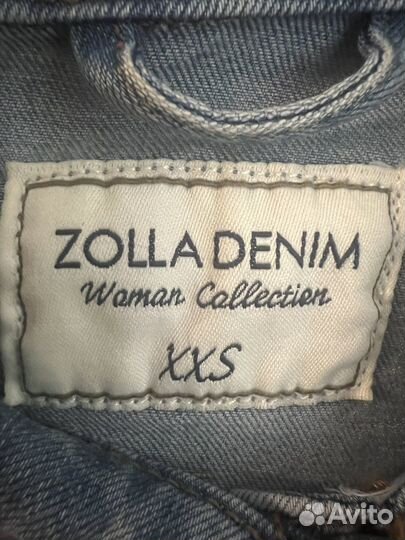 ZOLLA DENIM
Woman Collection
XXS
Avito